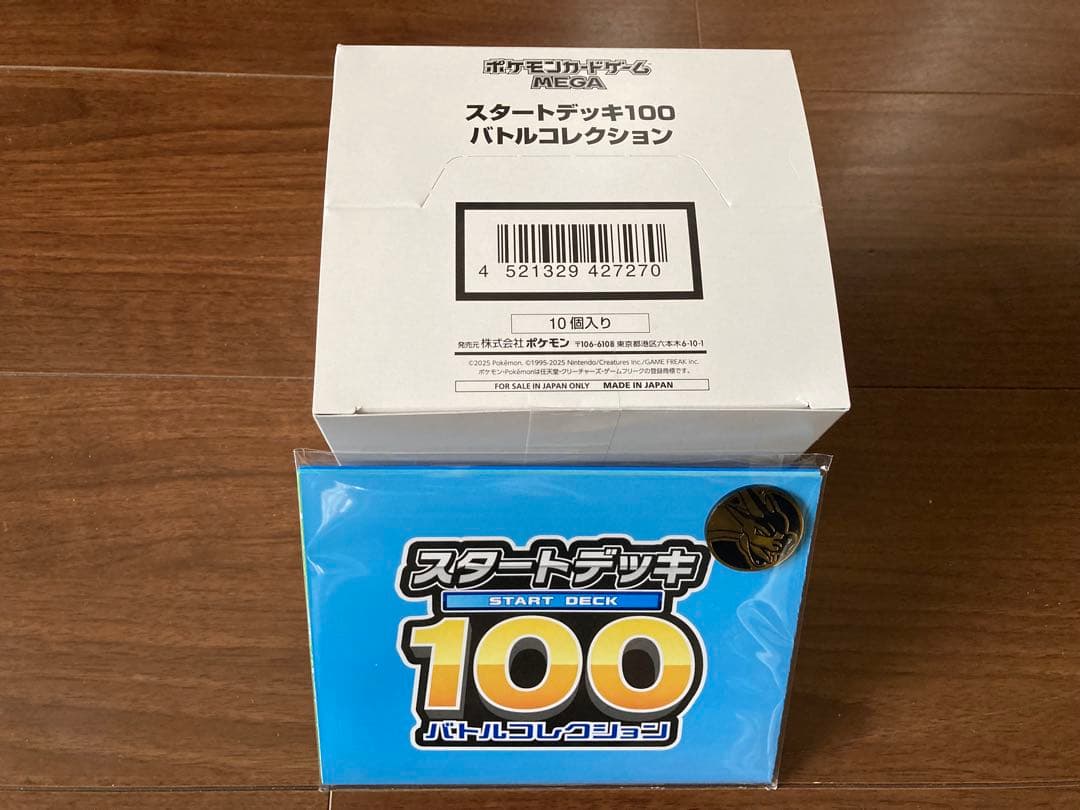 ポケモンカードゲーム
MEGA
スタートデッキ100
バトルコレクション
4 521329 427270
10個入り
発売元 株式会社ポケモン 〒106-6108 東京都港区六本木6-10-1
©2025 Pokémon. ©1995-2025 Nintendo/Creatures Inc./GAME FREAK inc.
ポケモン・Pokémonは任天堂・クリーチャーズ・ゲームフリークの登録商標です。
FOR SALE IN JAPAN ONLY MADE IN JAPAN
スタートデッキ
START DECK
100
バトルコレクション